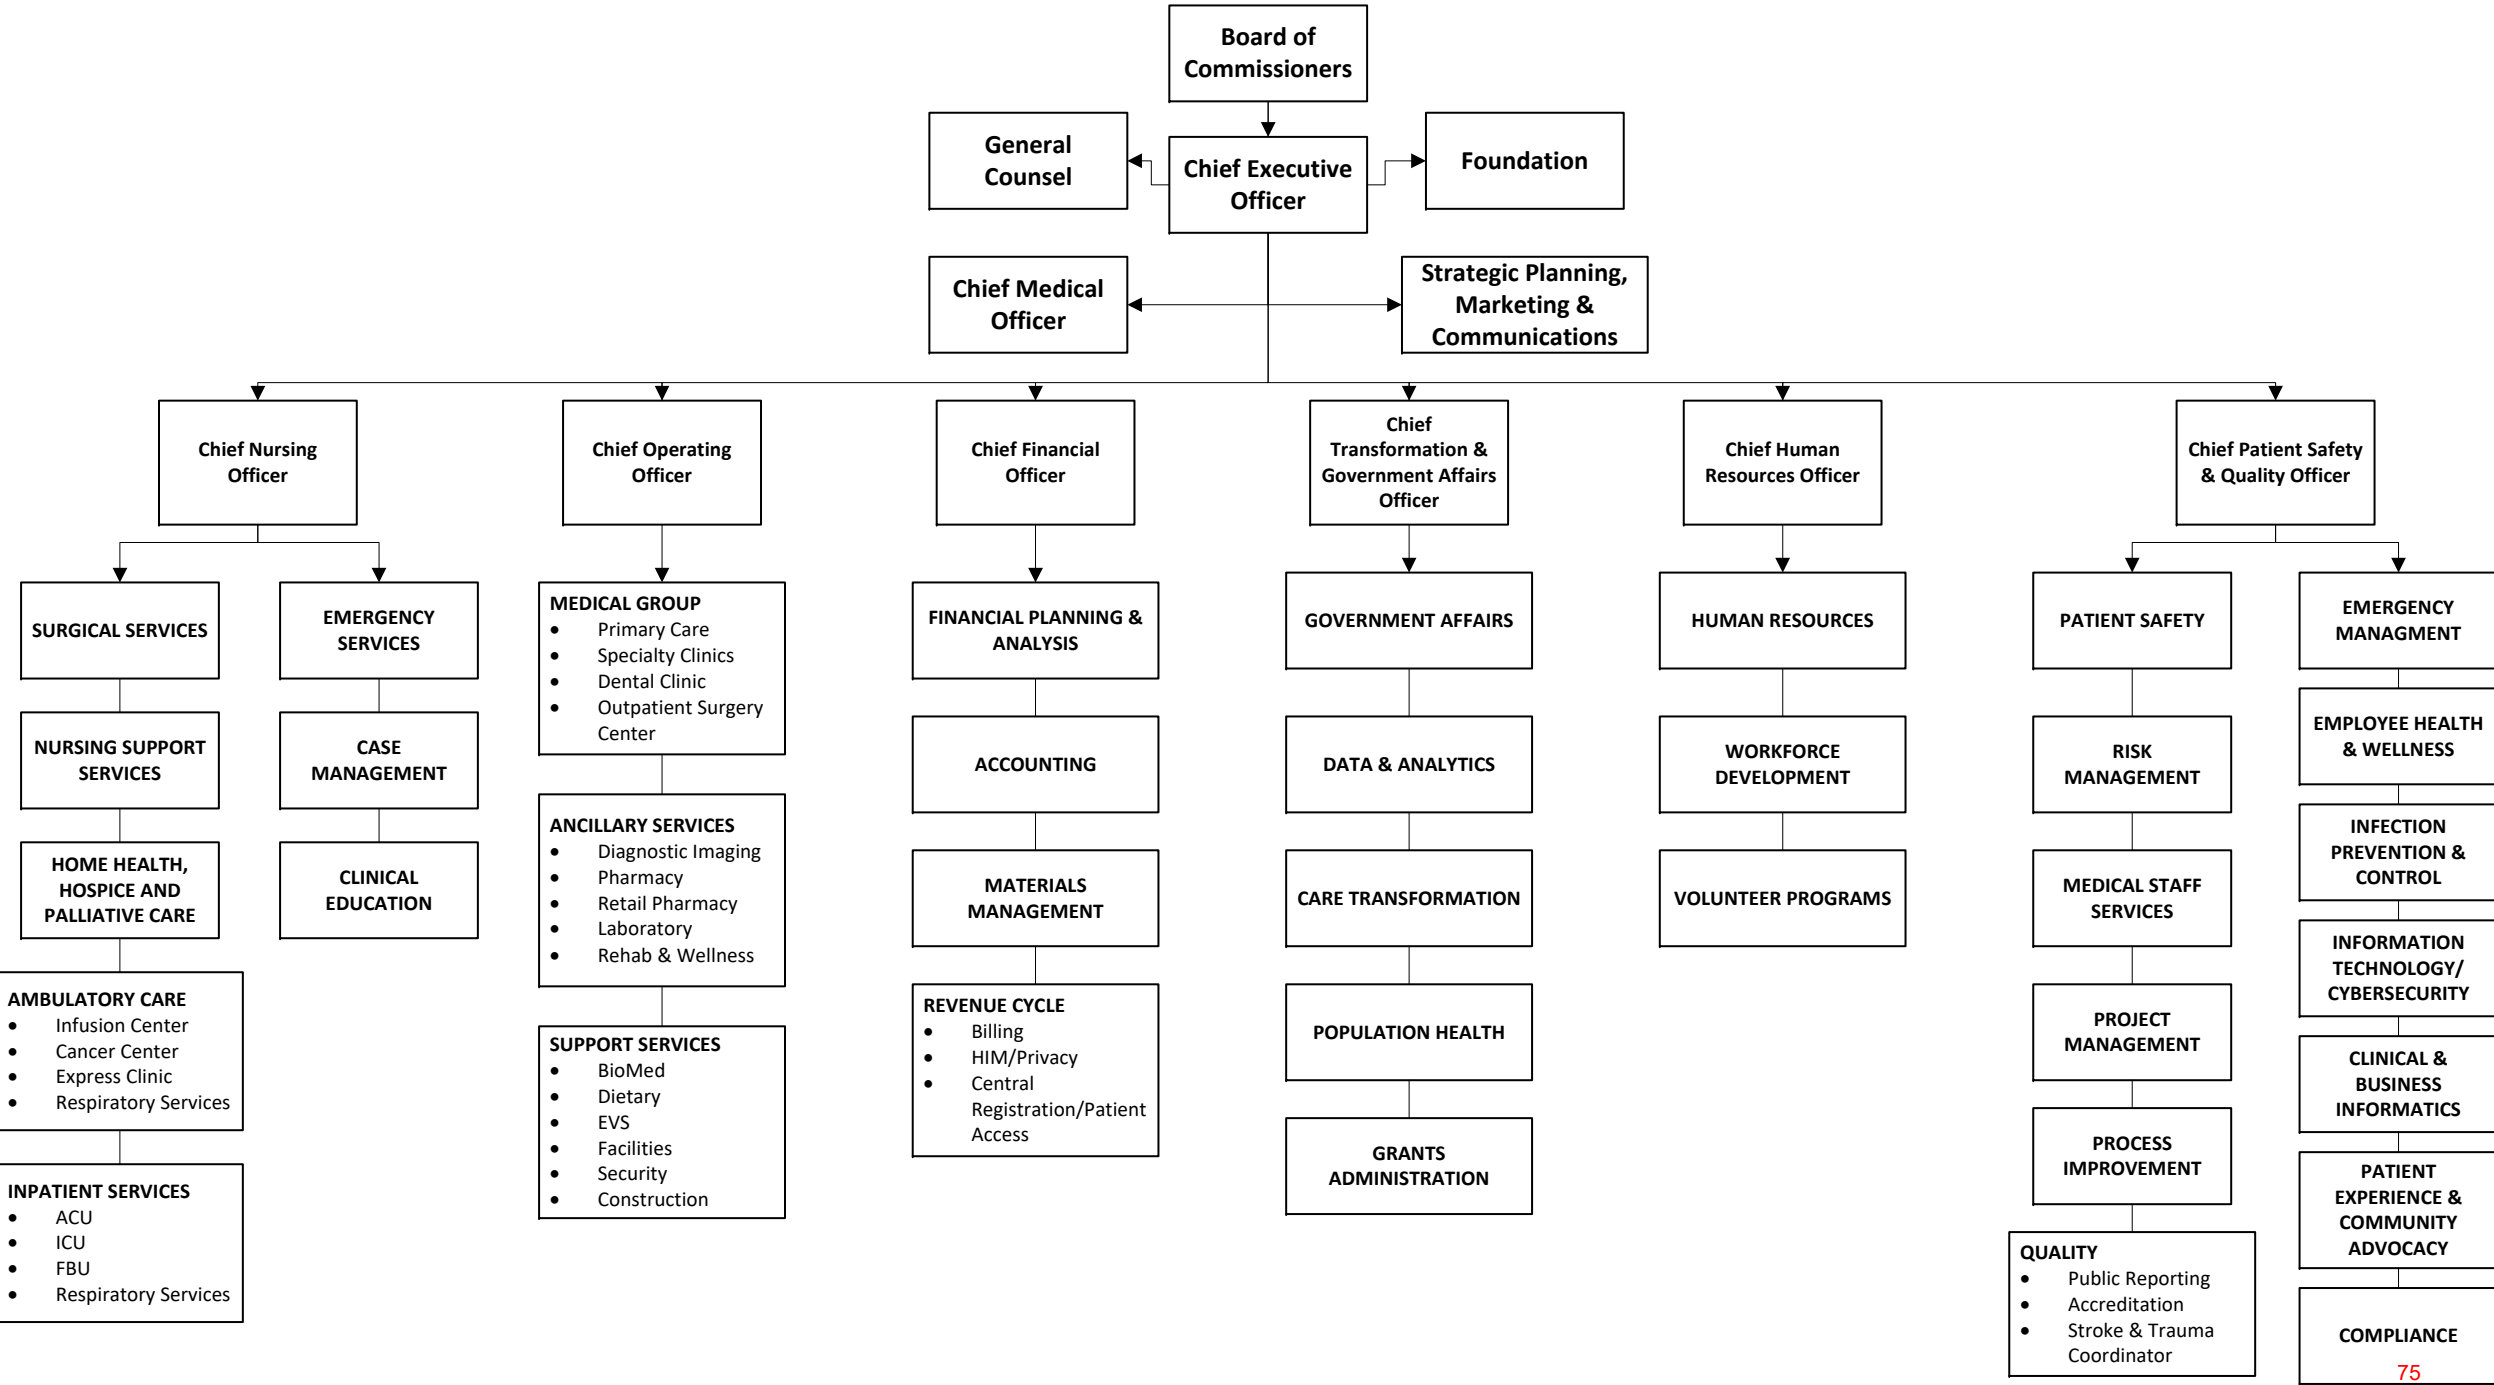 Board of
Commissioners
General
Counsel
Chief Executive
Officer
Foundation
Chief Medical
Officer
Strategic Planning,
Marketing &
Communications
Chief Nursing
Officer
Chief Operating
Officer
Chief Financial
Officer
Chief
Transformation &
Government Affairs
Officer
Chief Human
Resources Officer
Chief Patient Safety
& Quality Officer
SURGICAL SERVICES
NURSING SUPPORT
SERVICES
HOME HEALTH,
HOSPICE AND
PALLIATIVE CARE
AMBULATORY CARE
• Infusion Center
• Cancer Center
• Express Clinic
• Respiratory Services
INPATIENT SERVICES
• ACU
• ICU
• FBU
• Respiratory Services
EMERGENCY
SERVICES
CASE
MANAGEMENT
CLINICAL
EDUCATION
MEDICAL GROUP
• Primary Care
• Specialty Clinics
• Dental Clinic
• Outpatient Surgery
Center
ANCILLARY SERVICES
• Diagnostic Imaging
• Pharmacy
• Retail Pharmacy
• Laboratory
• Rehab & Wellness
SUPPORT SERVICES
• BioMed
• Dietary
• EVS
• Facilities
• Security
• Construction
FINANCIAL PLANNING &
ANALYSIS
ACCOUNTING
MATERIALS
MANAGEMENT
REVENUE CYCLE
• Billing
• HIM/Privacy
• Central
Registration/Patient
Access
GOVERNMENT AFFAIRS
DATA & ANALYTICS
CARE TRANSFORMATION
POPULATION HEALTH
GRANTS
ADMINISTRATION
HUMAN RESOURCES
WORKFORCE
DEVELOPMENT
VOLUNTEER PROGRAMS
PATIENT SAFETY
RISK
MANAGEMENT
MEDICAL STAFF
SERVICES
PROJECT
MANAGEMENT
PROCESS
IMPROVEMENT
QUALITY
• Public Reporting
• Accreditation
• Stroke & Trauma
Coordinator
EMERGENCY
MANAGMENT
EMPLOYEE HEALTH
& WELLNESS
INFECTION
PREVENTION &
CONTROL
INFORMATION
TECHNOLOGY/
CYBERSECURITY
CLINICAL &
BUSINESS
INFORMATICS
PATIENT
EXPERIENCE &
COMMUNITY
ADVOCACY
COMPLIANCE
75